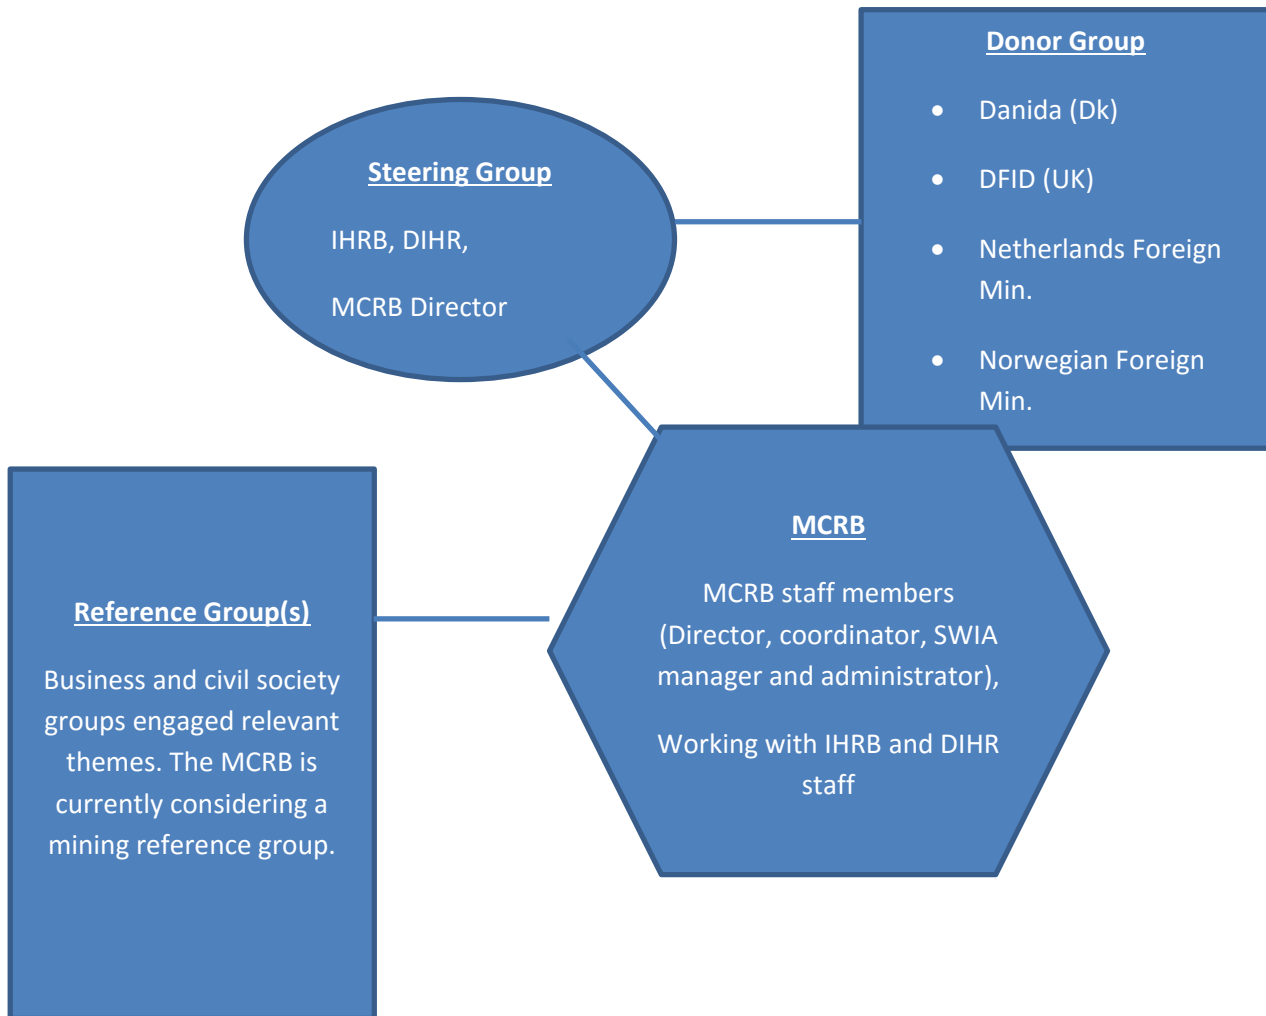 Donor Group
• Danida (Dk)
• DFID (UK)
• Netherlands Foreign
Min.
• Norwegian Foreign
Min.
Steering Group
IHRB, DIHR,
MCRB Director
MCRB
MCRB staff members
(Director, coordinator, SWIA
manager and administrator),
Working with IHRB and DIHR
staff
Reference Group(s)
Business and civil society
groups engaged relevant
themes. The MCRB is
currently considering a
mining reference group.